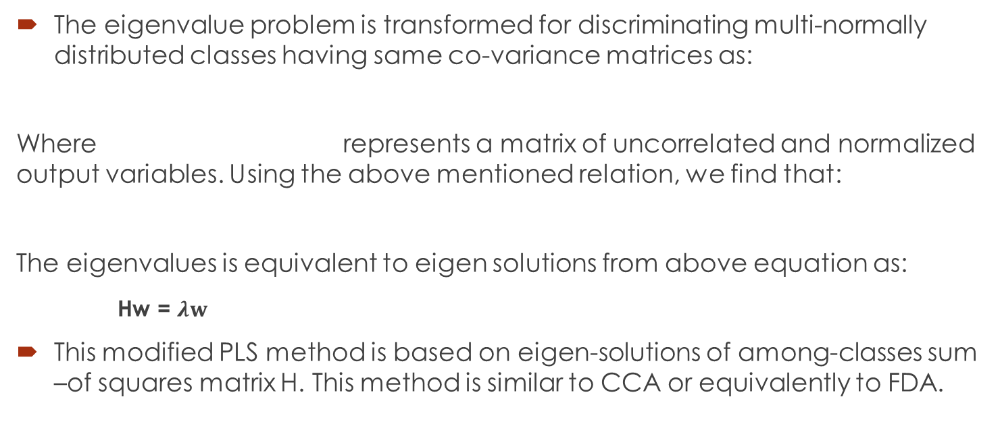 The eigenvalue problem is transformed for discriminating multi-normally
distributed classes having same co-variance matrices as:
Where represents a matrix of uncorrelated and normalized
output variables. Using the above mentioned relation, we find that:
The eigenvalues is equivalent to eigen solutions from above equation as:
Hw = λw
This modified PLS method is based on eigen-solutions of among-classes sum
–of squares matrix H. This method is similar to CCA or equivalently to FDA.